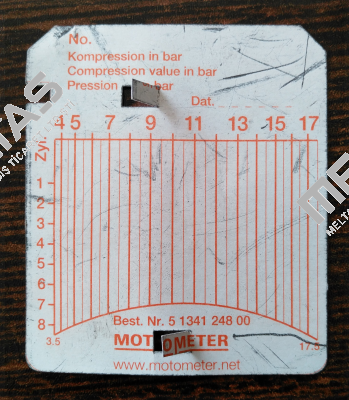 No.
Kompression in bar
Compression value in bar
Pression bar
Dat.
4 5 7 9 11 13 15 17
Zyl.
1
2
3
4
5
6
7
8
3.5 17.5
Best. Nr. 5 1341 248 00
MOTOMETER
www.motometer.net
MELTAS